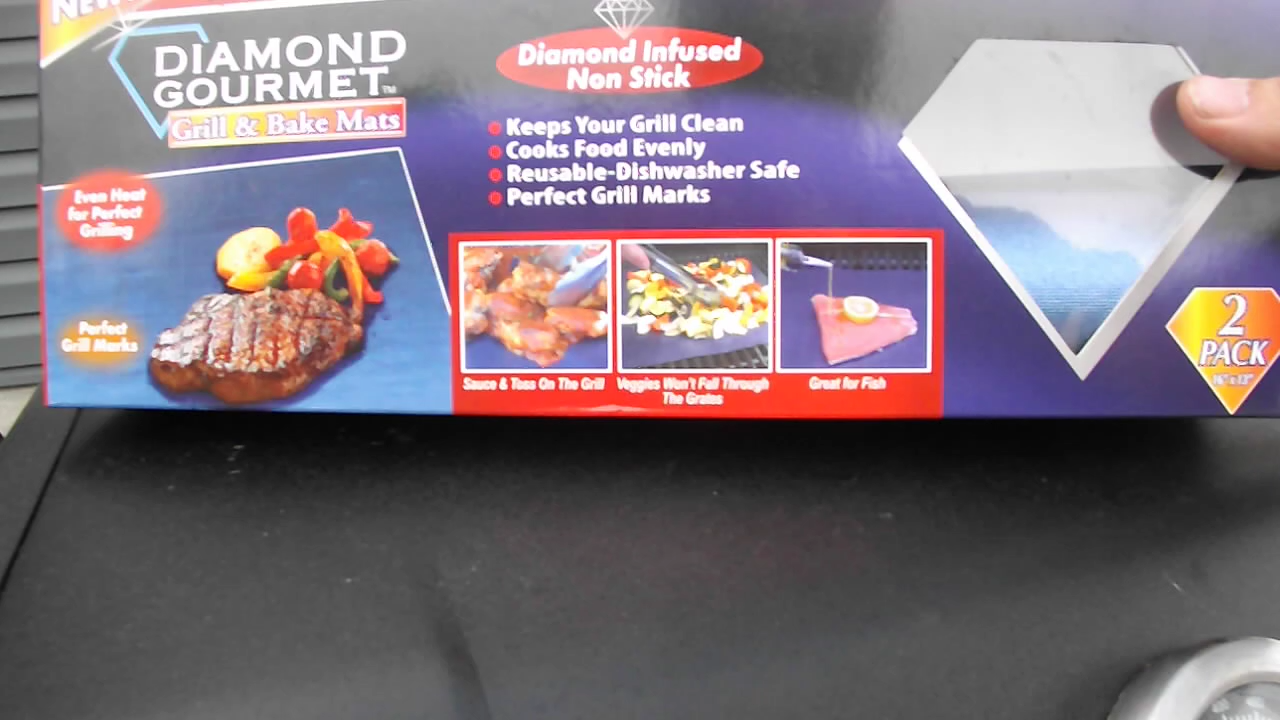 NEW!
DIAMOND
GOURMET™
Grill & Bake Mats
Diamond Infused
Non Stick
Keeps Your Grill Clean
Cooks Food Evenly
Reusable-Dishwasher Safe
Perfect Grill Marks
Even Heat
for Perfect
Grilling
Perfect
Grill Marks
Sauce & Toss On The Grill
Veggies Won't Fall Through
The Grates
Great for Fish
2
PACK